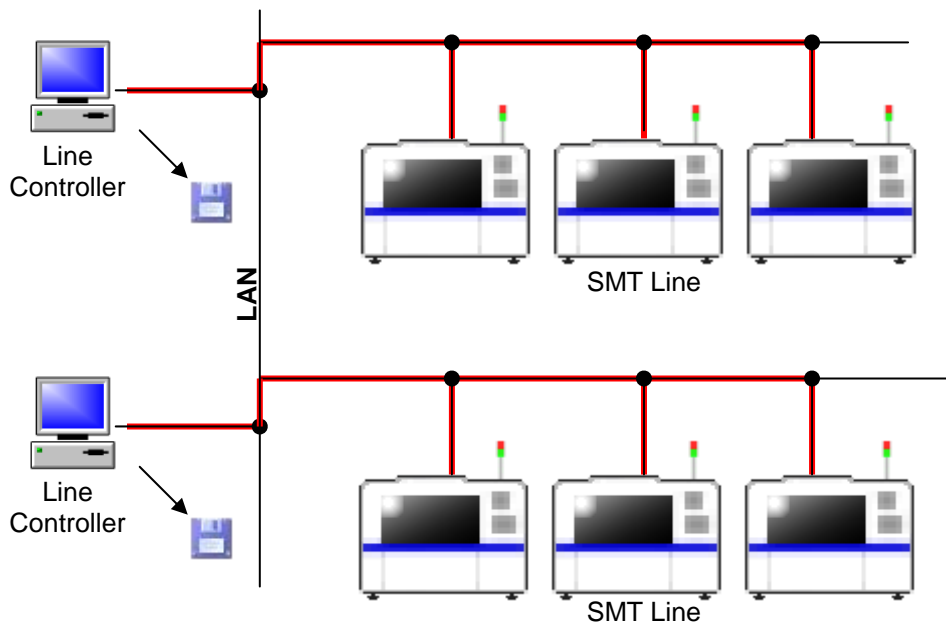 Line
Controller
SMT Line
LAN
Line
Controller
SMT Line